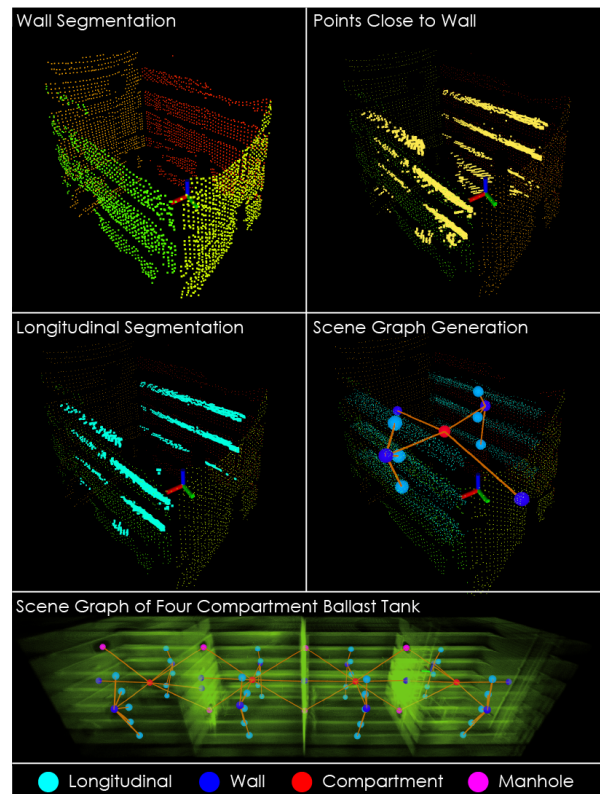 Wall Segmentation
Points Close to Wall
Longitudinal Segmentation
Scene Graph Generation
Scene Graph of Four Compartment Ballast Tank
Longitudinal Wall Compartment Manhole